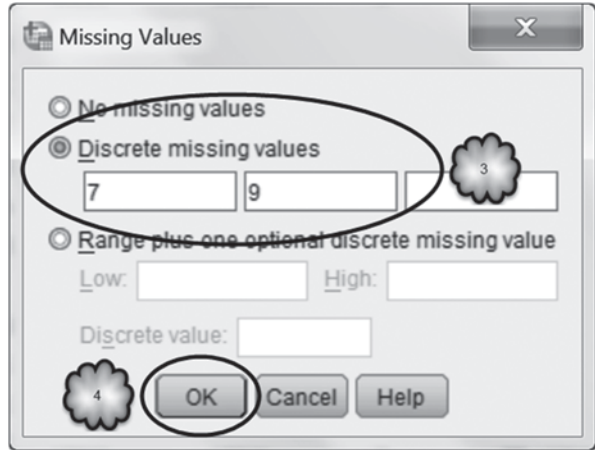 Missing Values
X
No missing values
Discrete missing values
3
7 9
Range plus one optional discrete missing value
Low: High:
Discrete value:
4
OK Cancel Help